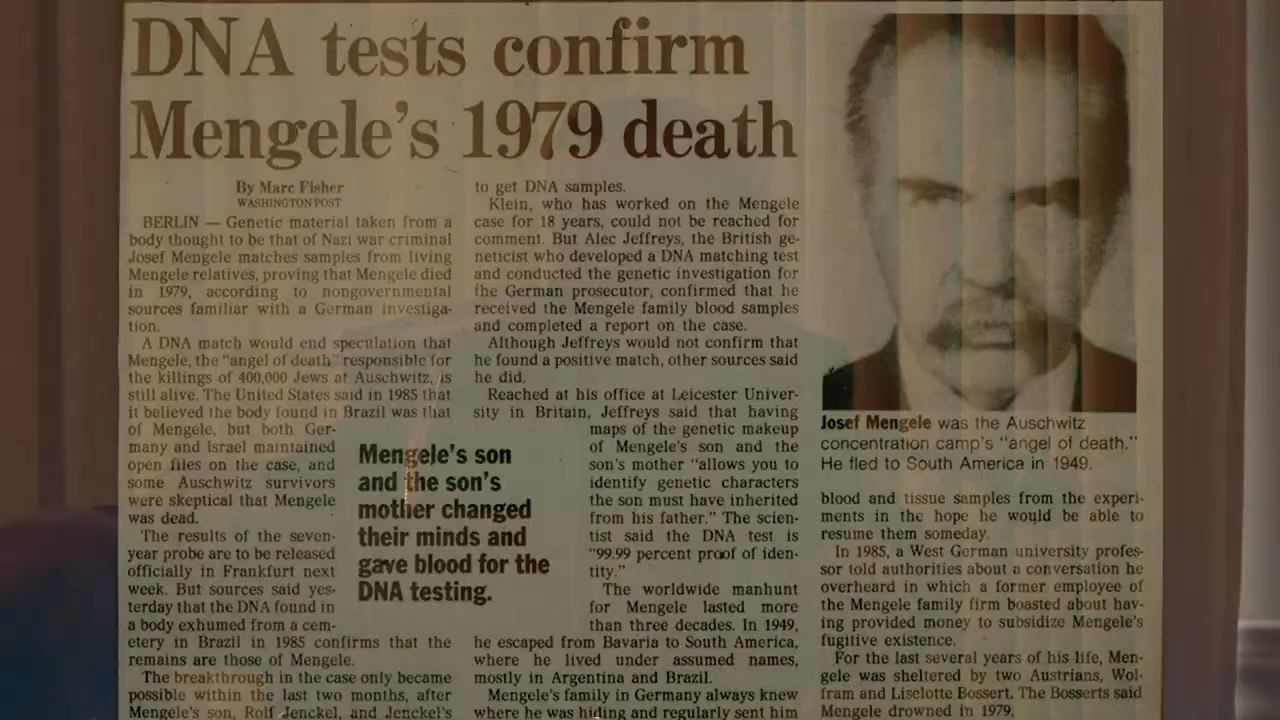 DNA tests confirm
Mengele's 1979 death
By Marc Fisher
WASHINGTON POST
BERLIN — Genetic material taken from a
body thought to be that of Nazi war criminal
Josef Mengele matches samples from living
Mengele relatives, proving that Mengele died
in 1979, according to nongovernmental
sources familiar with a German investiga-
tion.
A DNA match would end speculation that
Mengele, the "angel of death" responsible for
the killings of 400,000 Jews at Auschwitz, is
still alive. The United States said in 1985 that
it believed the body found in Brazil was that
of Mengele, but both Ger-
many and Israel maintained
open files on the case, and
some Auschwitz survivors
were skeptical that Mengele
was dead.
The results of the seven-
year probe are to be released
officially in Frankfurt next
week. But sources said yes-
terday that the DNA found in
a body exhumed from a cem-
etery in Brazil in 1985 confirms that the
remains are those of Mengele.
The breakthrough in the case only became
possible within the last two months, after
Mengele's son, Rolf Jenckel, and Jenckel's
Mengele's son
and the son's
mother changed
their minds and
gave blood for the
DNA testing.
to get DNA samples.
Klein, who has worked on the Mengele
case for 18 years, could not be reached for
comment. But Alec Jeffreys, the British ge-
neticist who developed a DNA matching test
and conducted the genetic investigation for
the German prosecutor, confirmed that he
received the Mengele family blood samples
and completed a report on the case.
Although Jeffreys would not confirm that
he found a positive match, other sources said
he did.
Reached at his office at Leicester Univer-
sity in Britain, Jeffreys said that having
maps of the genetic makeup
of Mengele's son and the
son's mother "allows you to
identify genetic characters
the son must have inherited
from his father." The scien-
tist said the DNA test is
"99.99 percent proof of iden-
tity."
The worldwide manhunt
for Mengele lasted more
than three decades. In 1949,
he escaped from Bavaria to South America,
where he lived under assumed names,
mostly in Argentina and Brazil.
Mengele's family in Germany always knew
where he was hiding and regularly sent him
Josef Mengele was the Auschwitz
concentration camp's "angel of death."
He fled to South America in 1949.
blood and tissue samples from the experi-
ments in the hope he would be able to
resume them someday.
In 1985, a West German university profes-
sor told authorities about a conversation he
overheard in which a former employee of
the Mengele family firm boasted about hav-
ing provided money to subsidize Mengele's
fugitive existence.
For the last several years of his life, Men-
gele was sheltered by two Austrians, Wol-
fram and Liselotte Bossert. The Bosserts said
Mengele drowned in 1979.